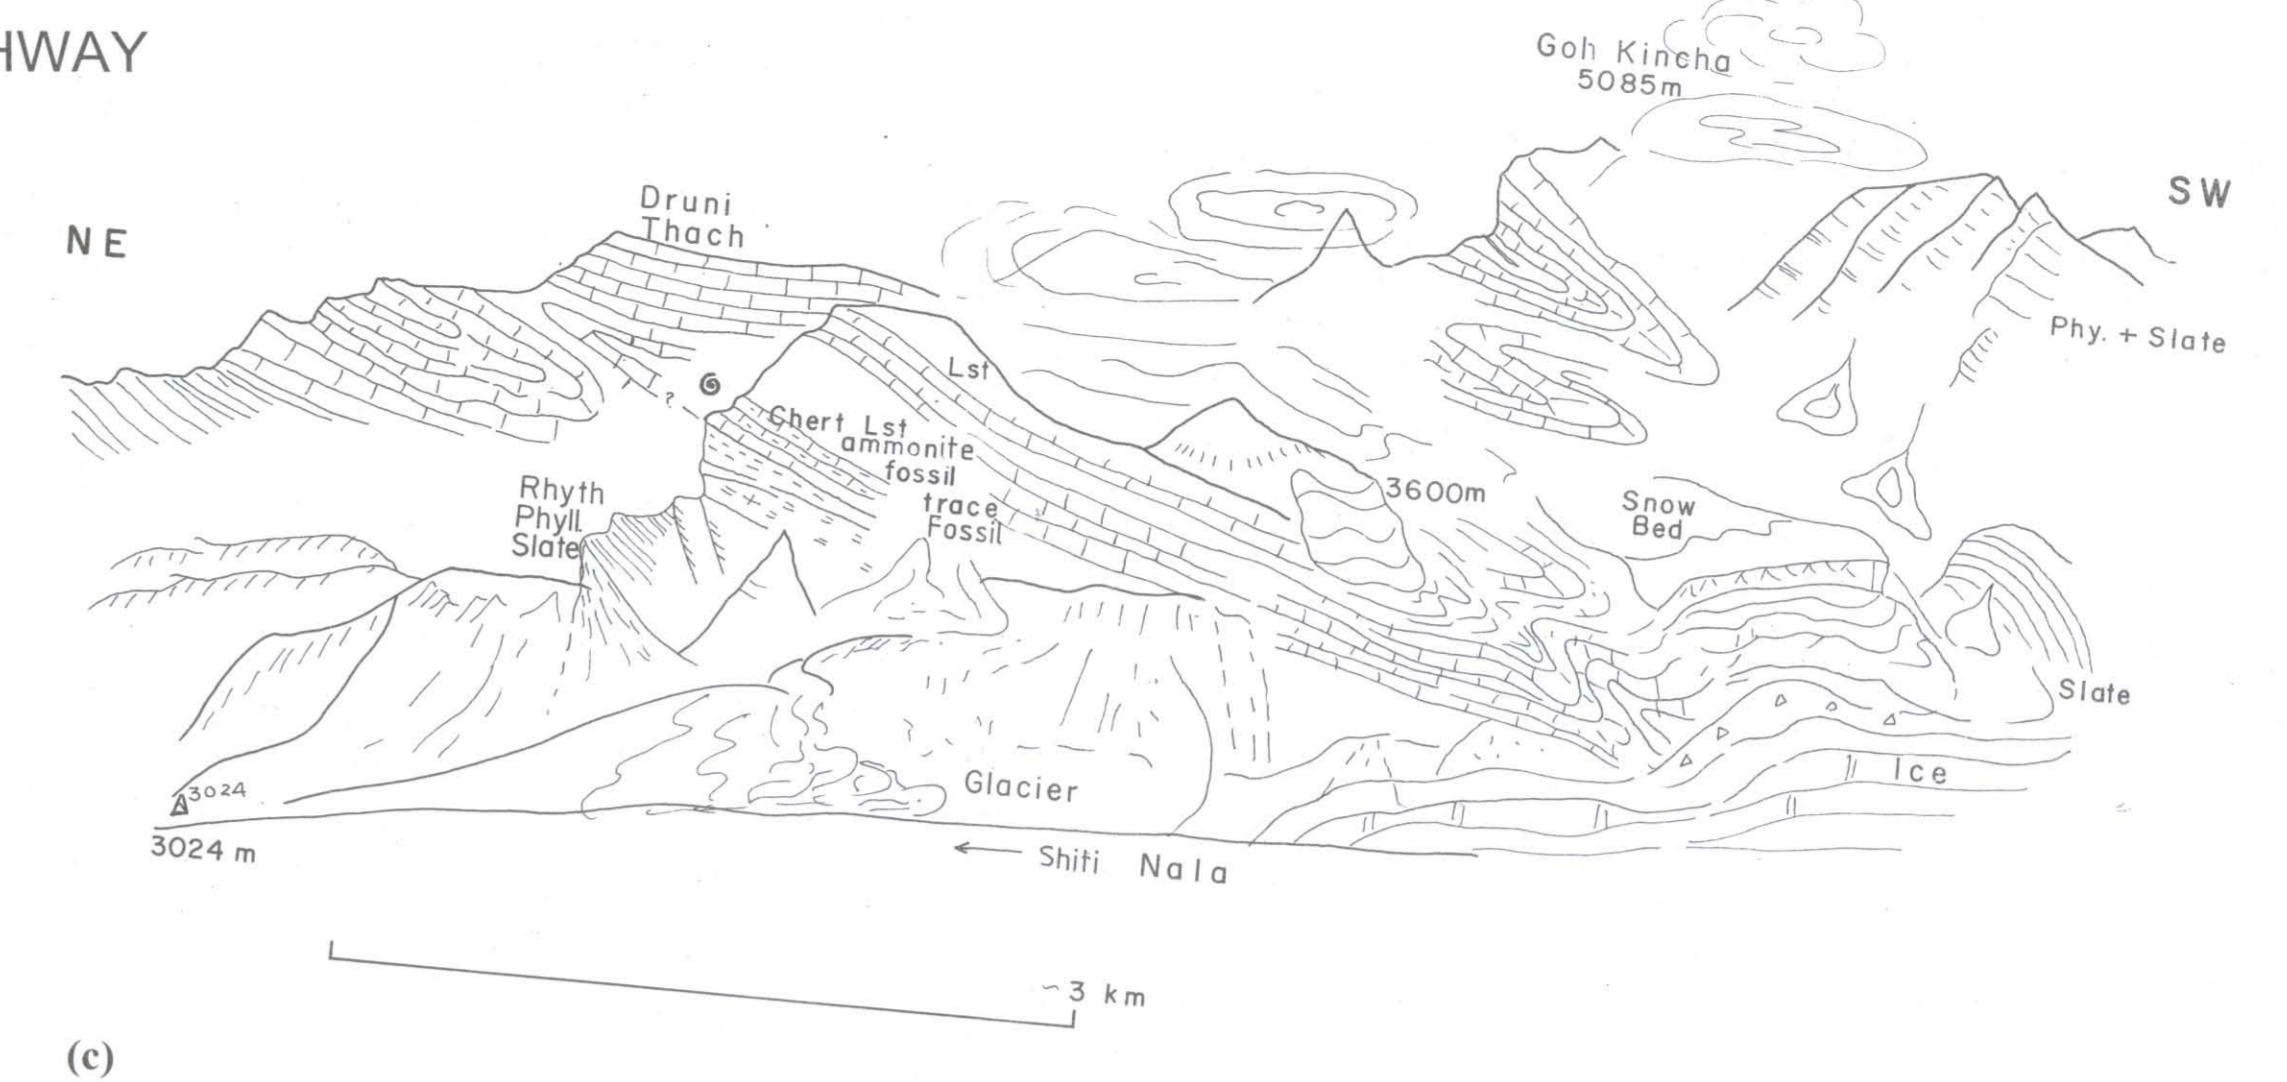 HWAY
Goh Kincha
5085m
SW
NE
Druni
Thach
Phy. + Slate
Lst
?
Chert Lst
ammonite
fossil
trace
Fossil
3600m
Snow
Bed
Rhyth
Phyll.
Slate
Slate
Ice
Glacier
3024
3024 m
← Shiti Nala
~3 km
(c)